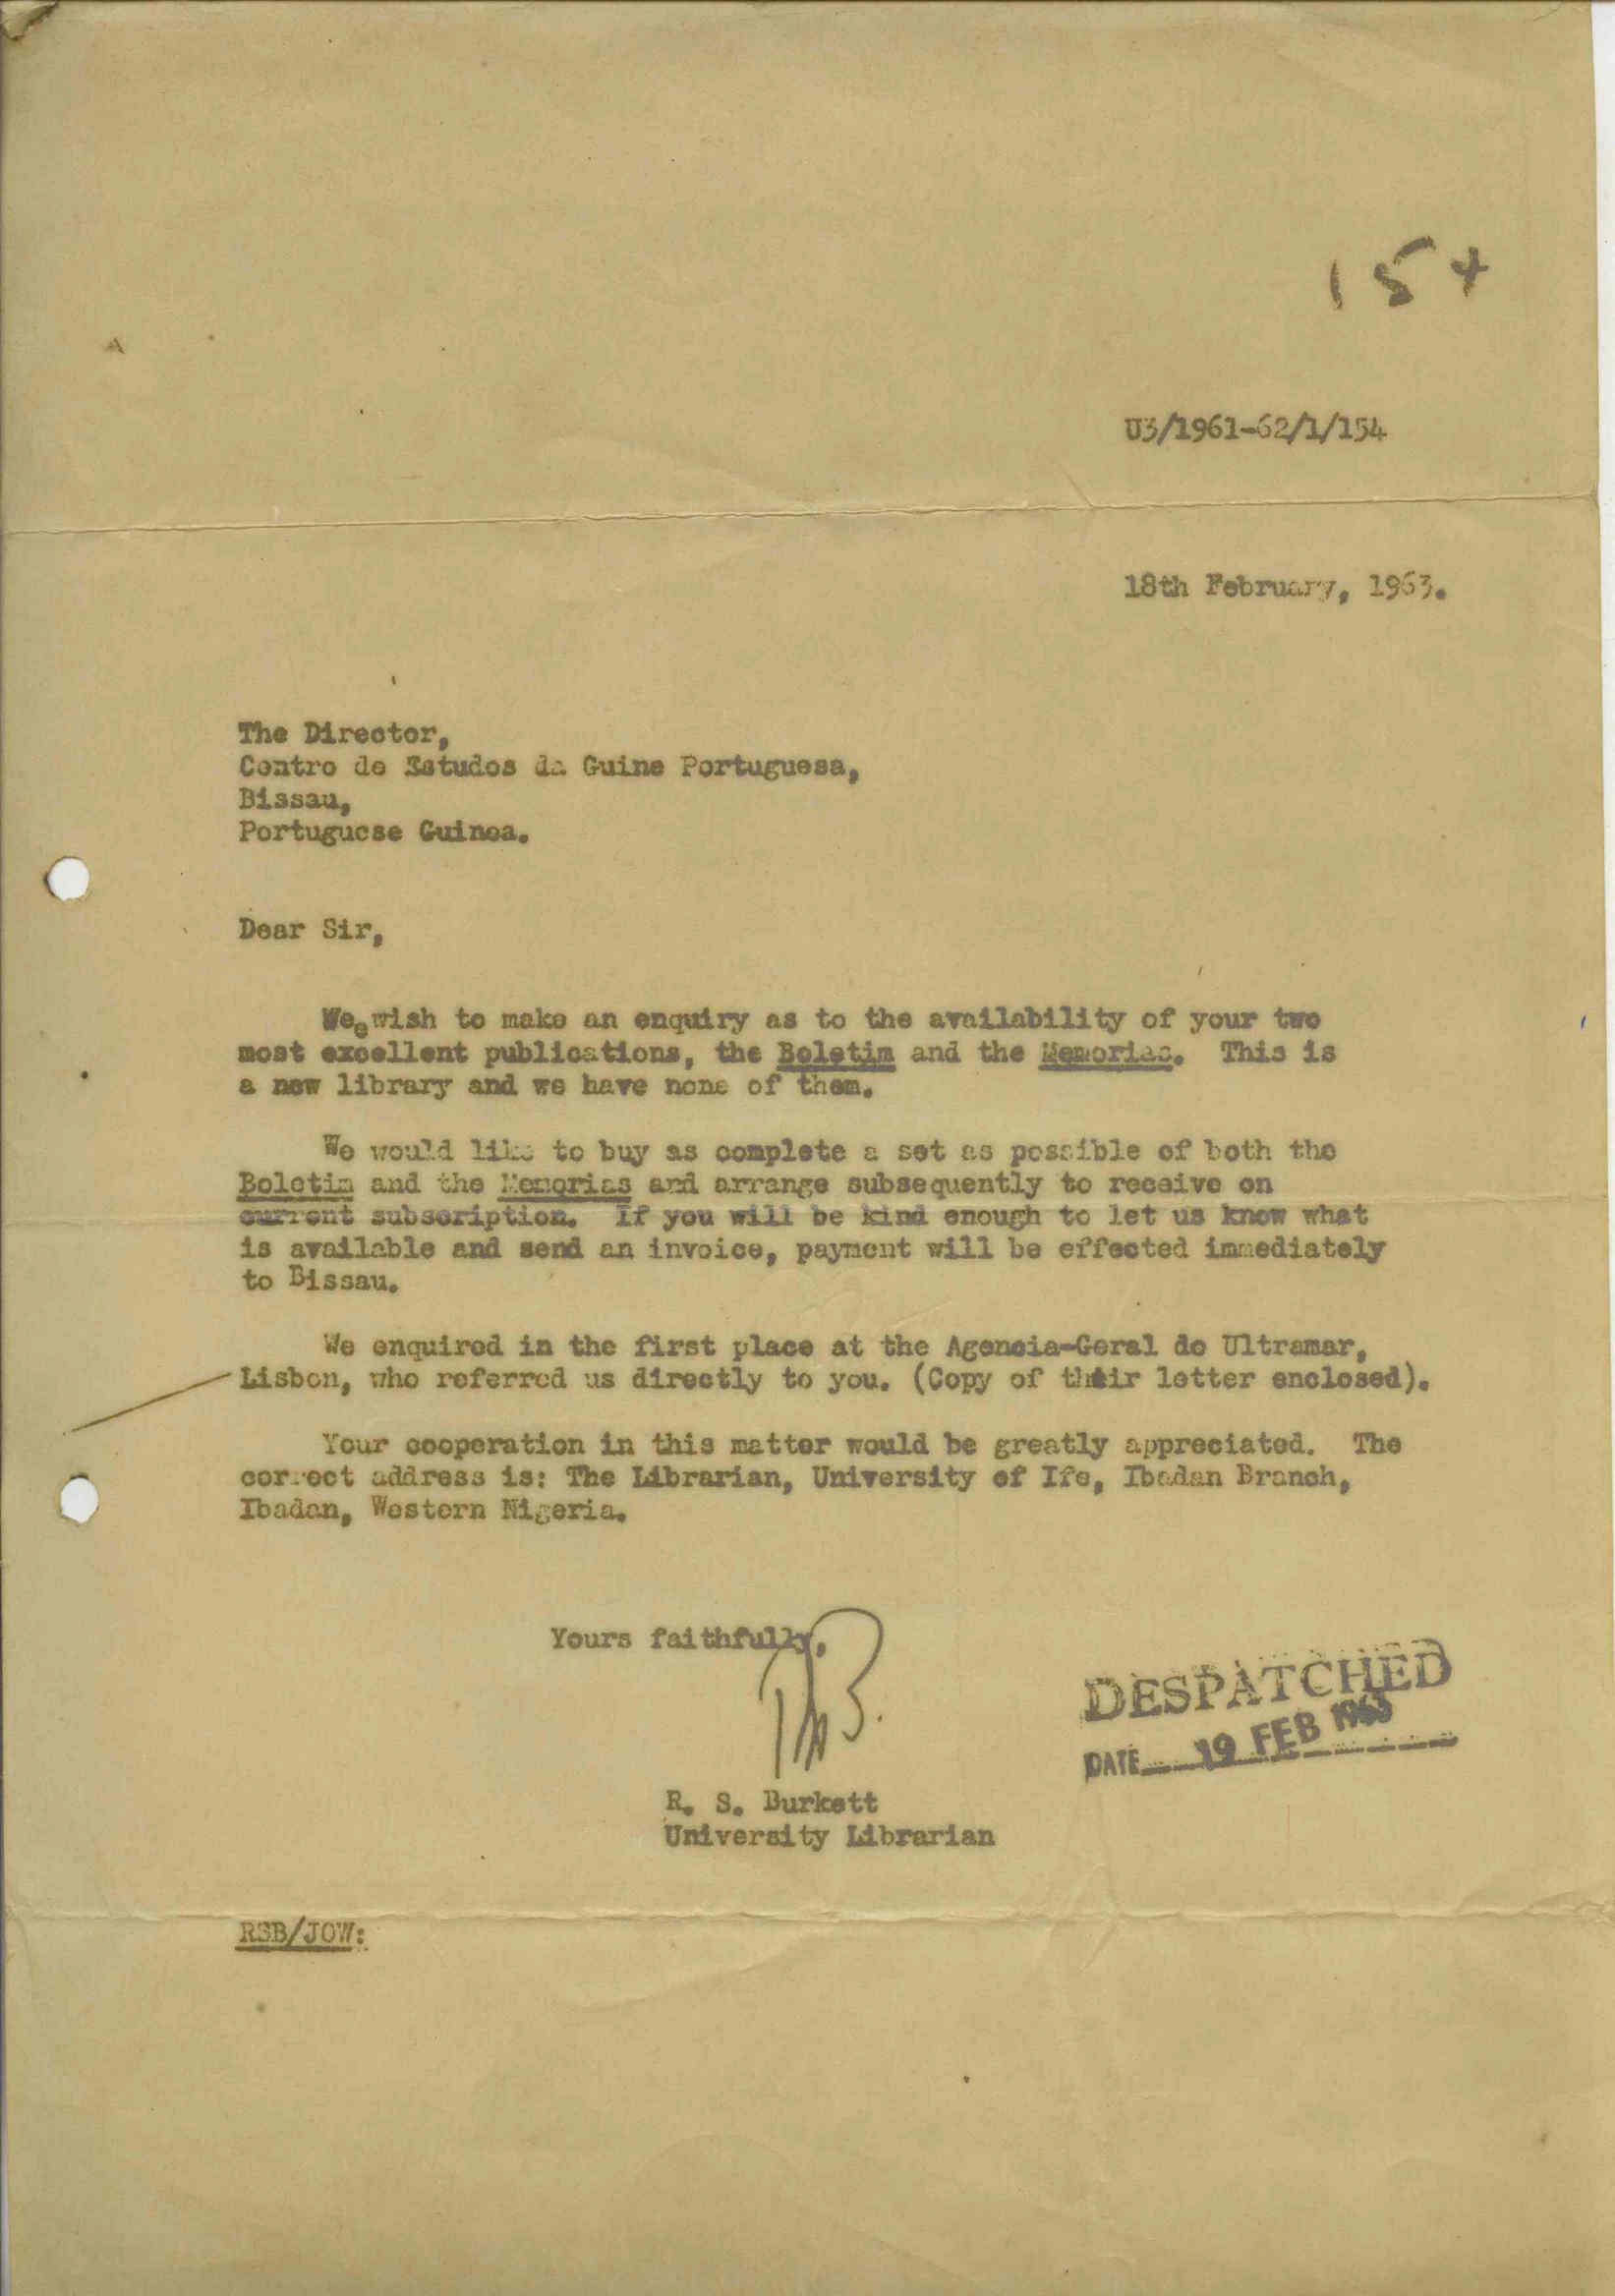 154
U3/1961-62/1/154
18th February, 1963.
The Director,
Centro de Estudos da Guine Portuguesa,
Bissau,
Portuguese Guinea.
Dear Sir,
We wish to make an enquiry as to the availability of your two
most excellent publications, the Boletim and the Memorias. This is
a new library and we have none of them.
We would like to buy as complete a set as possible of both the
Boletim and the Memorias and arrange subsequently to receive on
current subscription. If you will be kind enough to let us know what
is available and send an invoice, payment will be effected immediately
to Bissau.
We enquired in the first place at the Agencia-Geral do Ultramar,
Lisbon, who referred us directly to you. (Copy of their letter enclosed).
Your cooperation in this matter would be greatly appreciated. The
correct address is: The Librarian, University of Ife, Ibadan Branch,
Ibadan, Western Nigeria.
Yours faithfully,
DESPATCHED
DATE 19 FEB 1963
R. S. Burkett
University Librarian
RSB/JOW: